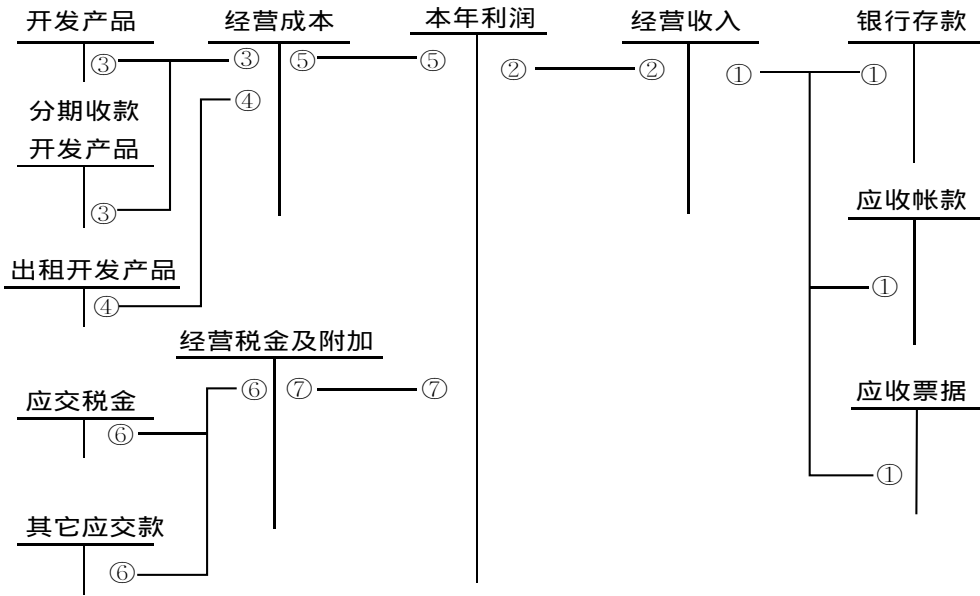 开发产品 经营成本 本年利润 经营收入 银行存款
③ ③ ⑤ ⑤ ② ② ① ①
④
分期收款
开发产品
③
应收帐款
出租开发产品
④ ①
经营税金及附加
⑥ ⑦ ⑦
应交税金 应收票据
⑥
①
其它应交款
⑥